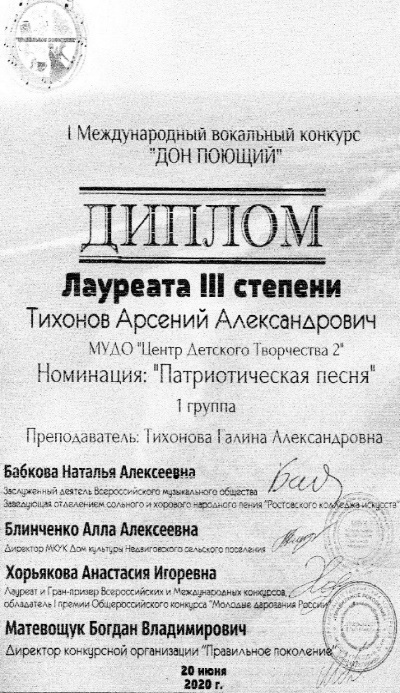 I Международный вокальный конкурс
"ДОН ПОЮЩИЙ"
ДИПЛОМ
Лауреата III степени
Тихонов Арсений Александрович
МУДО "Центр Детского Творчества 2"
Номинация: "Патриотическая песня"
1 группа
Преподаватель: Тихонова Галина Александровна
Бабкова Наталья Алексеевна
Заслуженный деятель Всероссийского музыкального общества
Заведующая отделением сольного и хорового народного пения "Ростовского колледжа искусств"
Блинченко Алла Алексеевна
Директор МКУК Дом культуры Недвиговского сельского поселения
Хорьякова Анастасия Игоревна
Лауреат и Гран-призер Всероссийских и Международных конкурсов,
обладатель I премии Общероссийского конкурса "Молодые дарования России"
Матевощук Богдан Владимирович
Директор конкурсной организации "Правильное поколение"
20 июня
2020 г.